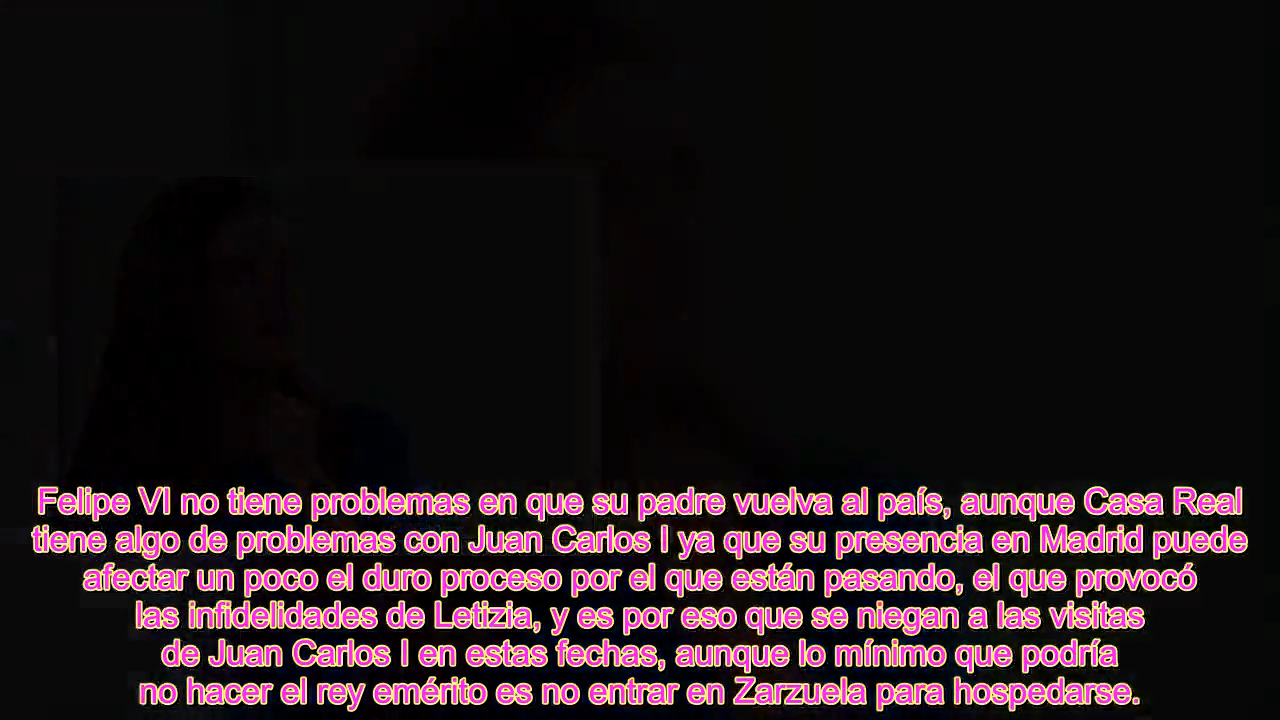 Felipe VI no tiene problemas en que su padre vuelva al país, aunque Casa Real
tiene algo de problemas con Juan Carlos I ya que su presencia en Madrid puede
afectar un poco el duro proceso por el que están pasando, el que provocó
las infidelidades de Letizia, y es por eso que se niegan a las visitas
de Juan Carlos I en estas fechas, aunque lo mínimo que podría
no hacer el rey emérito es no entrar en Zarzuela para hospedarse.